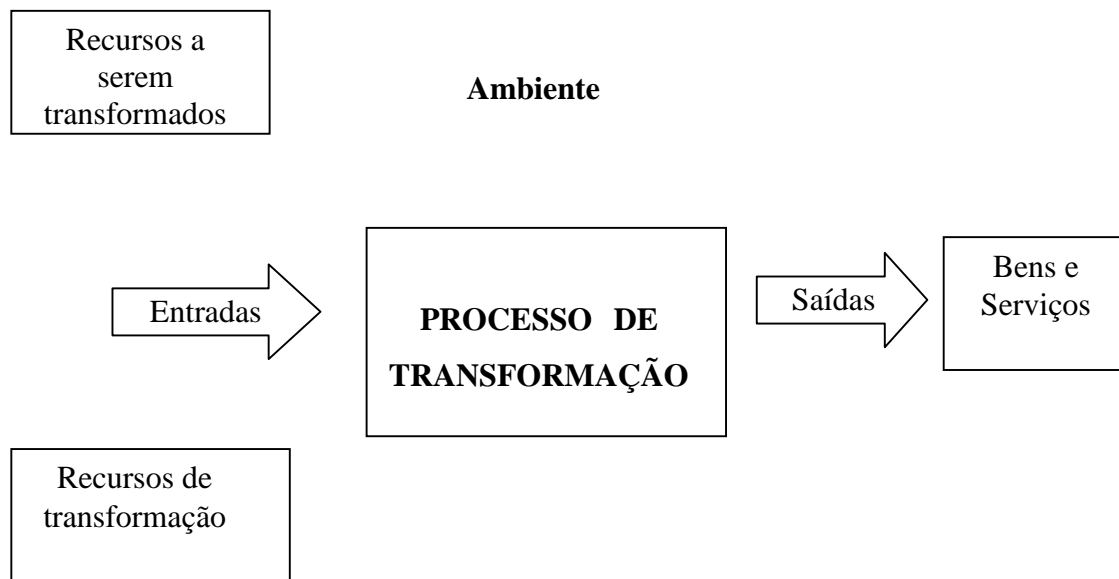 Recursos a
serem
transformados
Ambiente
Entradas
PROCESSO DE
TRANSFORMAÇÃO
Saídas
Bens e
Serviços
Recursos de
transformação